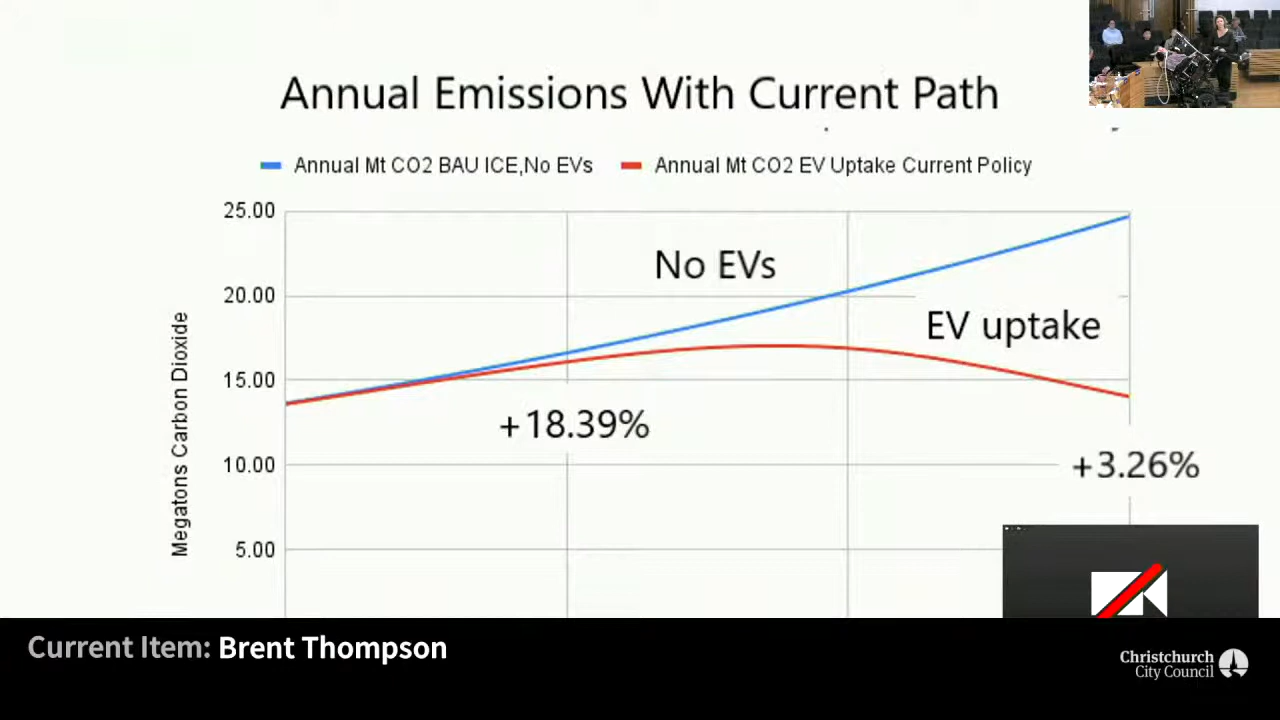 Annual Emissions With Current Path
Annual Mt CO2 BAU ICE,No EVs
Annual Mt CO2 EV Uptake Current Policy
25.00
20.00
15.00
10.00
5.00
Megatons Carbon Dioxide
No EVs
EV uptake
+18.39%
+3.26%
Current Item: Brent Thompson
Christchurch
City Council